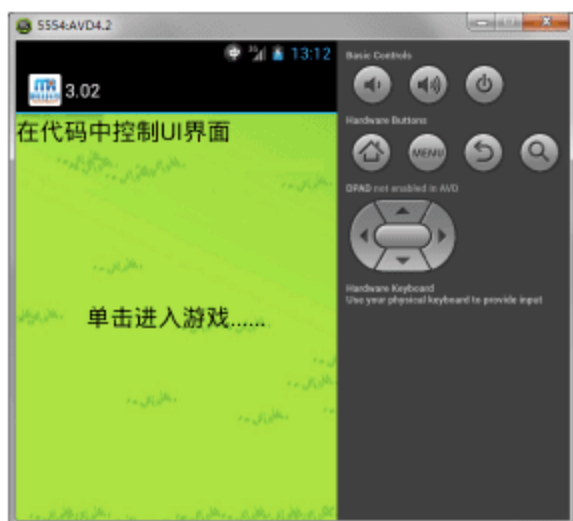 5554:AVD4.2
3G
13:12
3.02
在代码中控制UI界面
单击进入游戏......
Basic Controls
Hardware Buttons
MENU
DPAD not enabled in AVD
Hardware Keyboard
Use your physical keyboard to provide input